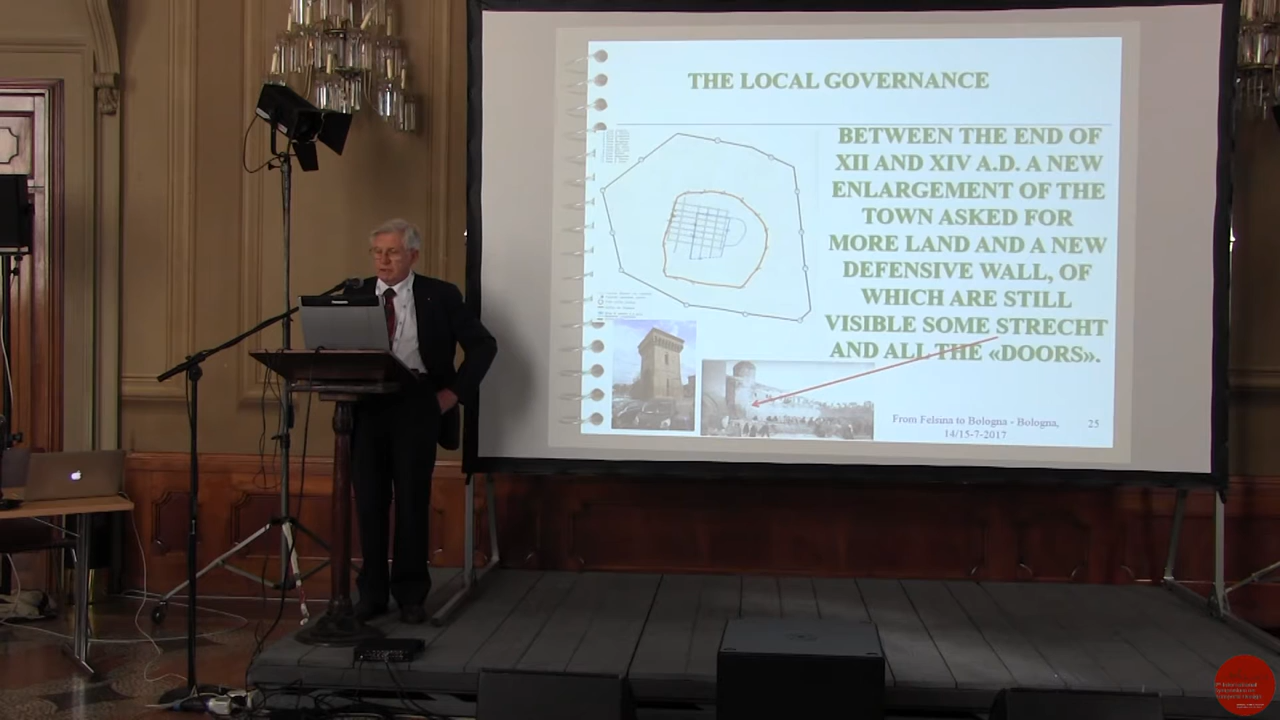 THE LOCAL GOVERNANCE
BETWEEN THE END OF
XII AND XIV A.D. A NEW
ENLARGEMENT OF THE
TOWN ASKED FOR
MORE LAND AND A NEW
DEFENSIVE WALL, OF
WHICH ARE STILL
VISIBLE SOME STRECHT
AND ALL THE «DOORS».
From Felsna to Bologna - Bologna,
14/15-7-2017
25